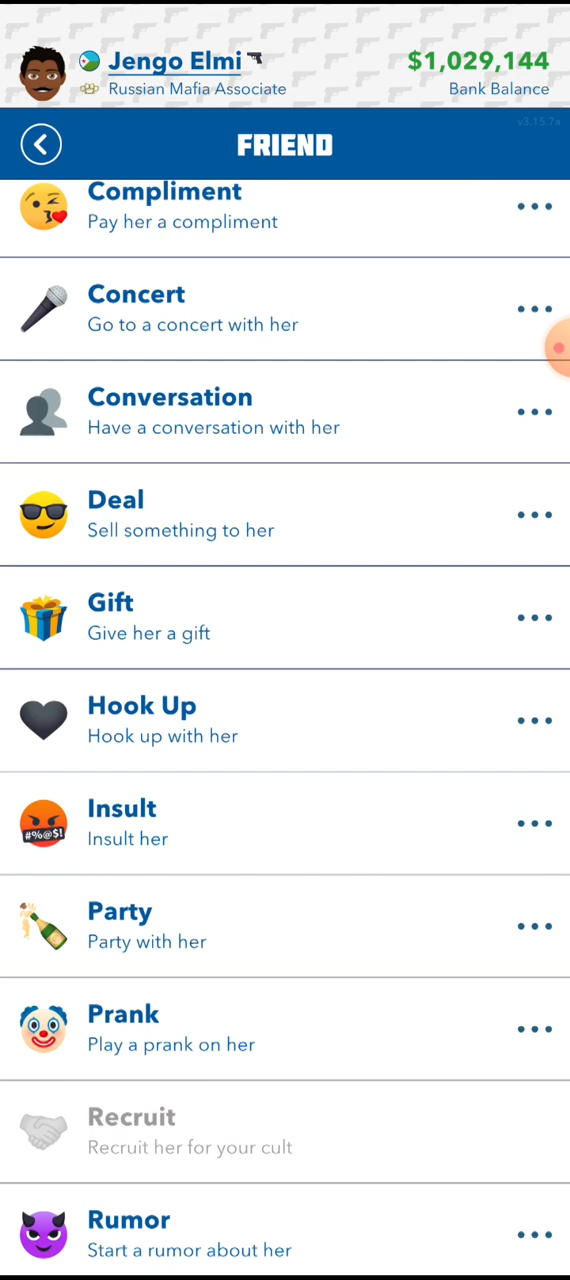 Jengo Elmi
$1,029,144
Russian Mafia Associate
Bank Balance
v3.15.7a
FRIEND
Compliment
Pay her a compliment
Concert
Go to a concert with her
Conversation
Have a conversation with her
Deal
Sell something to her
Gift
Give her a gift
Hook Up
Hook up with her
#%@$!
Insult
Insult her
Party
Party with her
Prank
Play a prank on her
Recruit
Recruit her for your cult
Rumor
Start a rumor about her